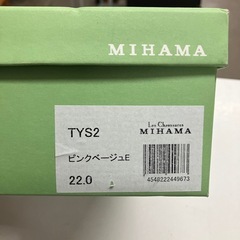 MIHAMA
TYS2
Les Chaussures
MIHAMA
ピンクベージュE
22.0
4548222449673